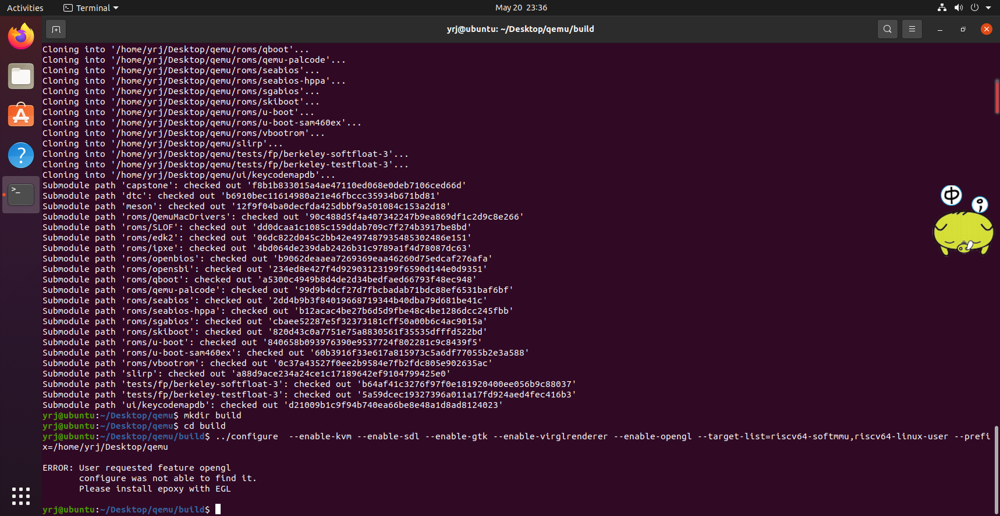 Activities
Terminal
May 20 23:36
yrj@ubuntu: ~/Desktop/qemu/build
Cloning into '/home/yrj/Desktop/qemu/roms/qboot'...
Cloning into '/home/yrj/Desktop/qemu/roms/qemu-palcode'...
Cloning into '/home/yrj/Desktop/qemu/roms/seabios'...
Cloning into '/home/yrj/Desktop/qemu/roms/seabios-hppa'...
Cloning into '/home/yrj/Desktop/qemu/roms/sgabios'...
Cloning into '/home/yrj/Desktop/qemu/roms/skiboot'...
Cloning into '/home/yrj/Desktop/qemu/roms/u-boot'...
Cloning into '/home/yrj/Desktop/qemu/roms/u-boot-sam460ex'...
Cloning into '/home/yrj/Desktop/qemu/roms/vbootrom'...
Cloning into '/home/yrj/Desktop/qemu/slirp'...
Cloning into '/home/yrj/Desktop/qemu/tests/fp/berkeley-softfloat-3'...
Cloning into '/home/yrj/Desktop/qemu/tests/fp/berkeley-testfloat-3'...
Cloning into '/home/yrj/Desktop/qemu/ui/keycodemapdb'...
Submodule path 'capstone': checked out 'f8b1b833015a4ae47110ed068e0deb7106ced66d'
Submodule path 'dtc': checked out 'b6910bec11614980a21e46fbccc35934b671bd81'
Submodule path 'meson': checked out '12f9f04ba0decfda425dbbf9a501084c153a2d18'
Submodule path 'roms/QemuMacDrivers': checked out '90c488d5f4a407342247b9ea869df1c2d9c8e266'
Submodule path 'roms/SLOF': checked out 'dd0dcaa1c1085c159ddab709c7f274b3917be8bd'
Submodule path 'roms/edk2': checked out '06dc822d045c2bb42e497487935485302486e151'
Submodule path 'roms/ipxe': checked out '4bd064de239dab2426b31c9789a1f4d78087dc63'
Submodule path 'roms/openbios': checked out 'b9062deaaea7269369eaa46260d75edcaf276afa'
Submodule path 'roms/opensbi': checked out '234ed8e427f4d92903123199f6590d144e0d9351'
Submodule path 'roms/qboot': checked out 'a5300c4949b8d4de2d34bedfaed66793f48ec948'
Submodule path 'roms/qemu-palcode': checked out '99d9b4dcf27d7fbcbadab71bdc88ef6531baf6bf'
Submodule path 'roms/seabios': checked out '2dd4b9b3f84019668719344b40dba79d681be41c'
Submodule path 'roms/seabios-hppa': checked out 'b12acac4be27b6d5d9fbe48c4be1286dcc245fbb'
Submodule path 'roms/sgabios': checked out 'cbaee52287e5f32373181cff50a00b6c4ac9015a'
Submodule path 'roms/skiboot': checked out '820d43c0a7751e75a8830561f35535dfffd522bd'
Submodule path 'roms/u-boot': checked out '840658b093976390e9537724f802281c9c8439f5'
Submodule path 'roms/u-boot-sam460ex': checked out '60b3916f33e617a815973c5a6df77055b2e3a588'
Submodule path 'roms/vbootrom': checked out '0c37a43527f0ee2b9584e7fb2fdc805e902635ac'
Submodule path 'slirp': checked out 'a88d9ace234a24ce1c17189642ef9104799425e0'
Submodule path 'tests/fp/berkeley-softfloat-3': checked out 'b64af41c3276f97f0e181920400ee056b9c88037'
Submodule path 'tests/fp/berkeley-testfloat-3': checked out '5a59dcec19327396a011a17fd924aed4fec416b3'
Submodule path 'ui/keycodemapdb': checked out 'd21009b1c9f94b740ea66be8e48a1d8ad8124023'
yrj@ubuntu:~/Desktop/qemu$ mkdir build
yrj@ubuntu:~/Desktop/qemu$ cd build
yrj@ubuntu:~/Desktop/qemu/build$ ../configure  --enable-kvm --enable-sdl --enable-gtk --enable-virglrenderer --enable-opengl --target-list=riscv64-softmmu,riscv64-linux-user --prefi
x=/home/yrj/Desktop/qemu
ERROR: User requested feature opengl
configure was not able to find it.
Please install epoxy with EGL
yrj@ubuntu:~/Desktop/qemu/build$
中
;